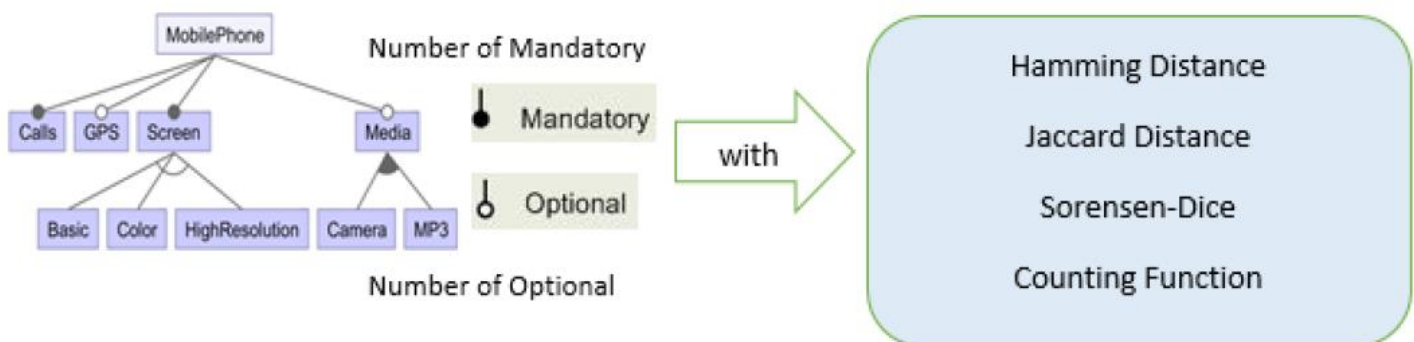 MobilePhone
Calls
GPS
Screen
Media
Basic
Color
HighResolution
Camera
MP3
Number of Mandatory
Mandatory
Optional
Number of Optional
with
Hamming Distance
Jaccard Distance
Sorensen-Dice
Counting Function